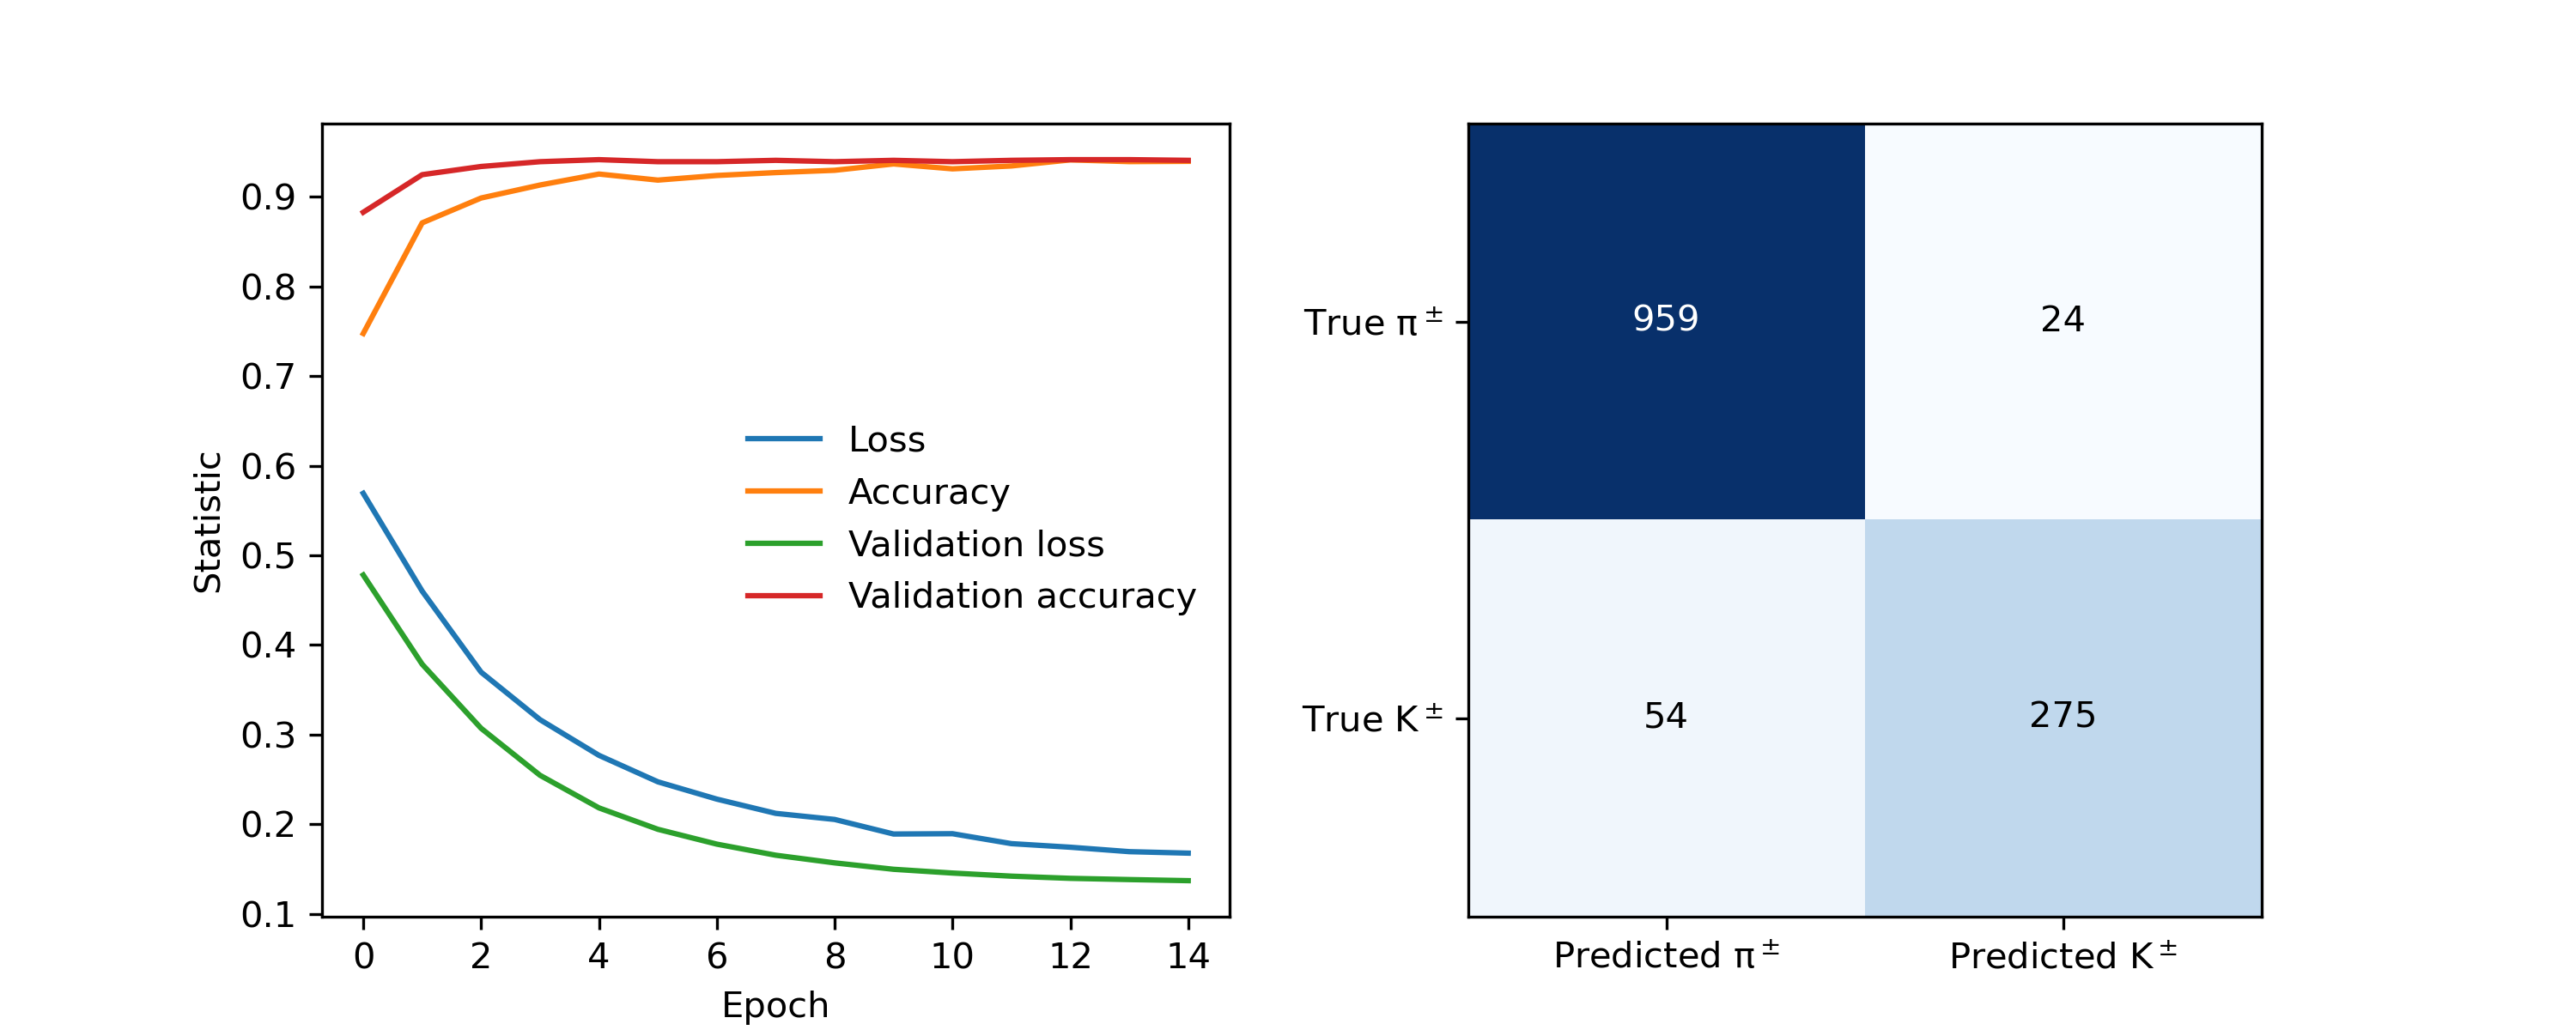 0.9
0.8
0.7
0.6
0.5
0.4
0.3
0.2
0.1
Statistic
0 2 4 6 8 10 12 14
Epoch
Loss
Accuracy
Validation loss
Validation accuracy
True π±
True K±
959 24
54 275
Predicted π± Predicted K±